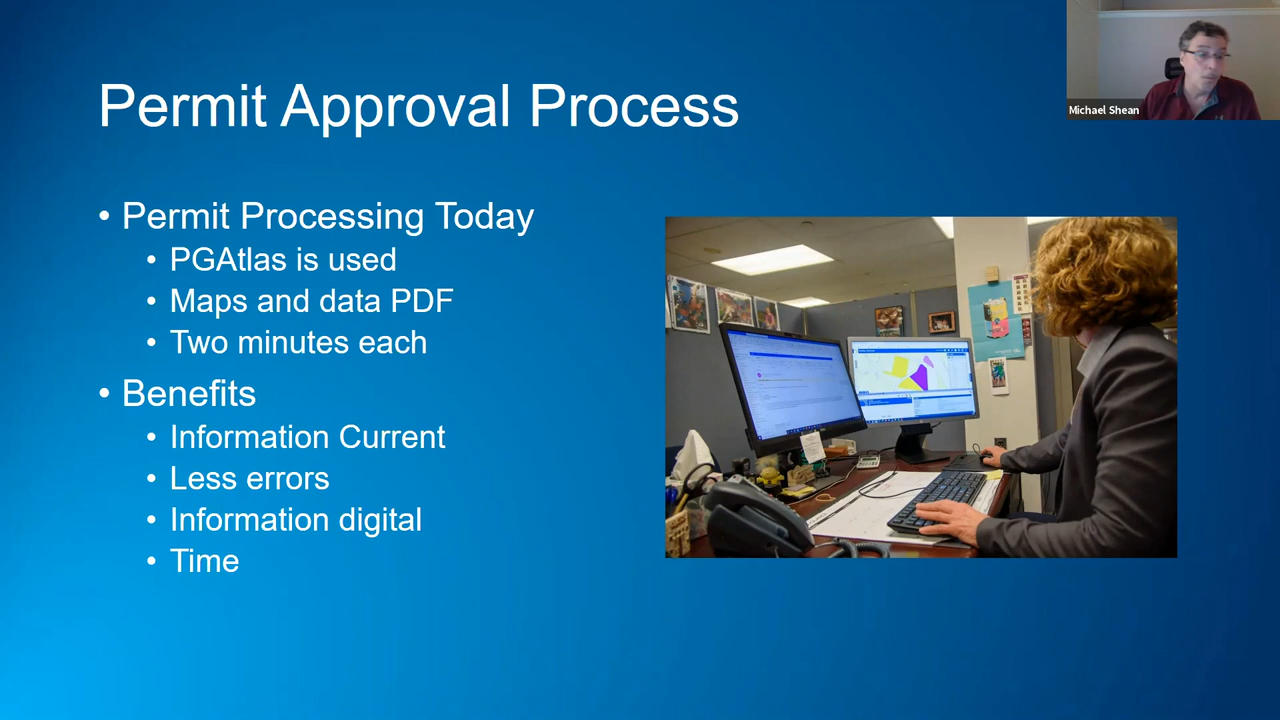 Michael Shean
Permit Approval Process
• Permit Processing Today
• PGAtlas is used
• Maps and data PDF
• Two minutes each
• Benefits
• Information Current
• Less errors
• Information digital
• Time